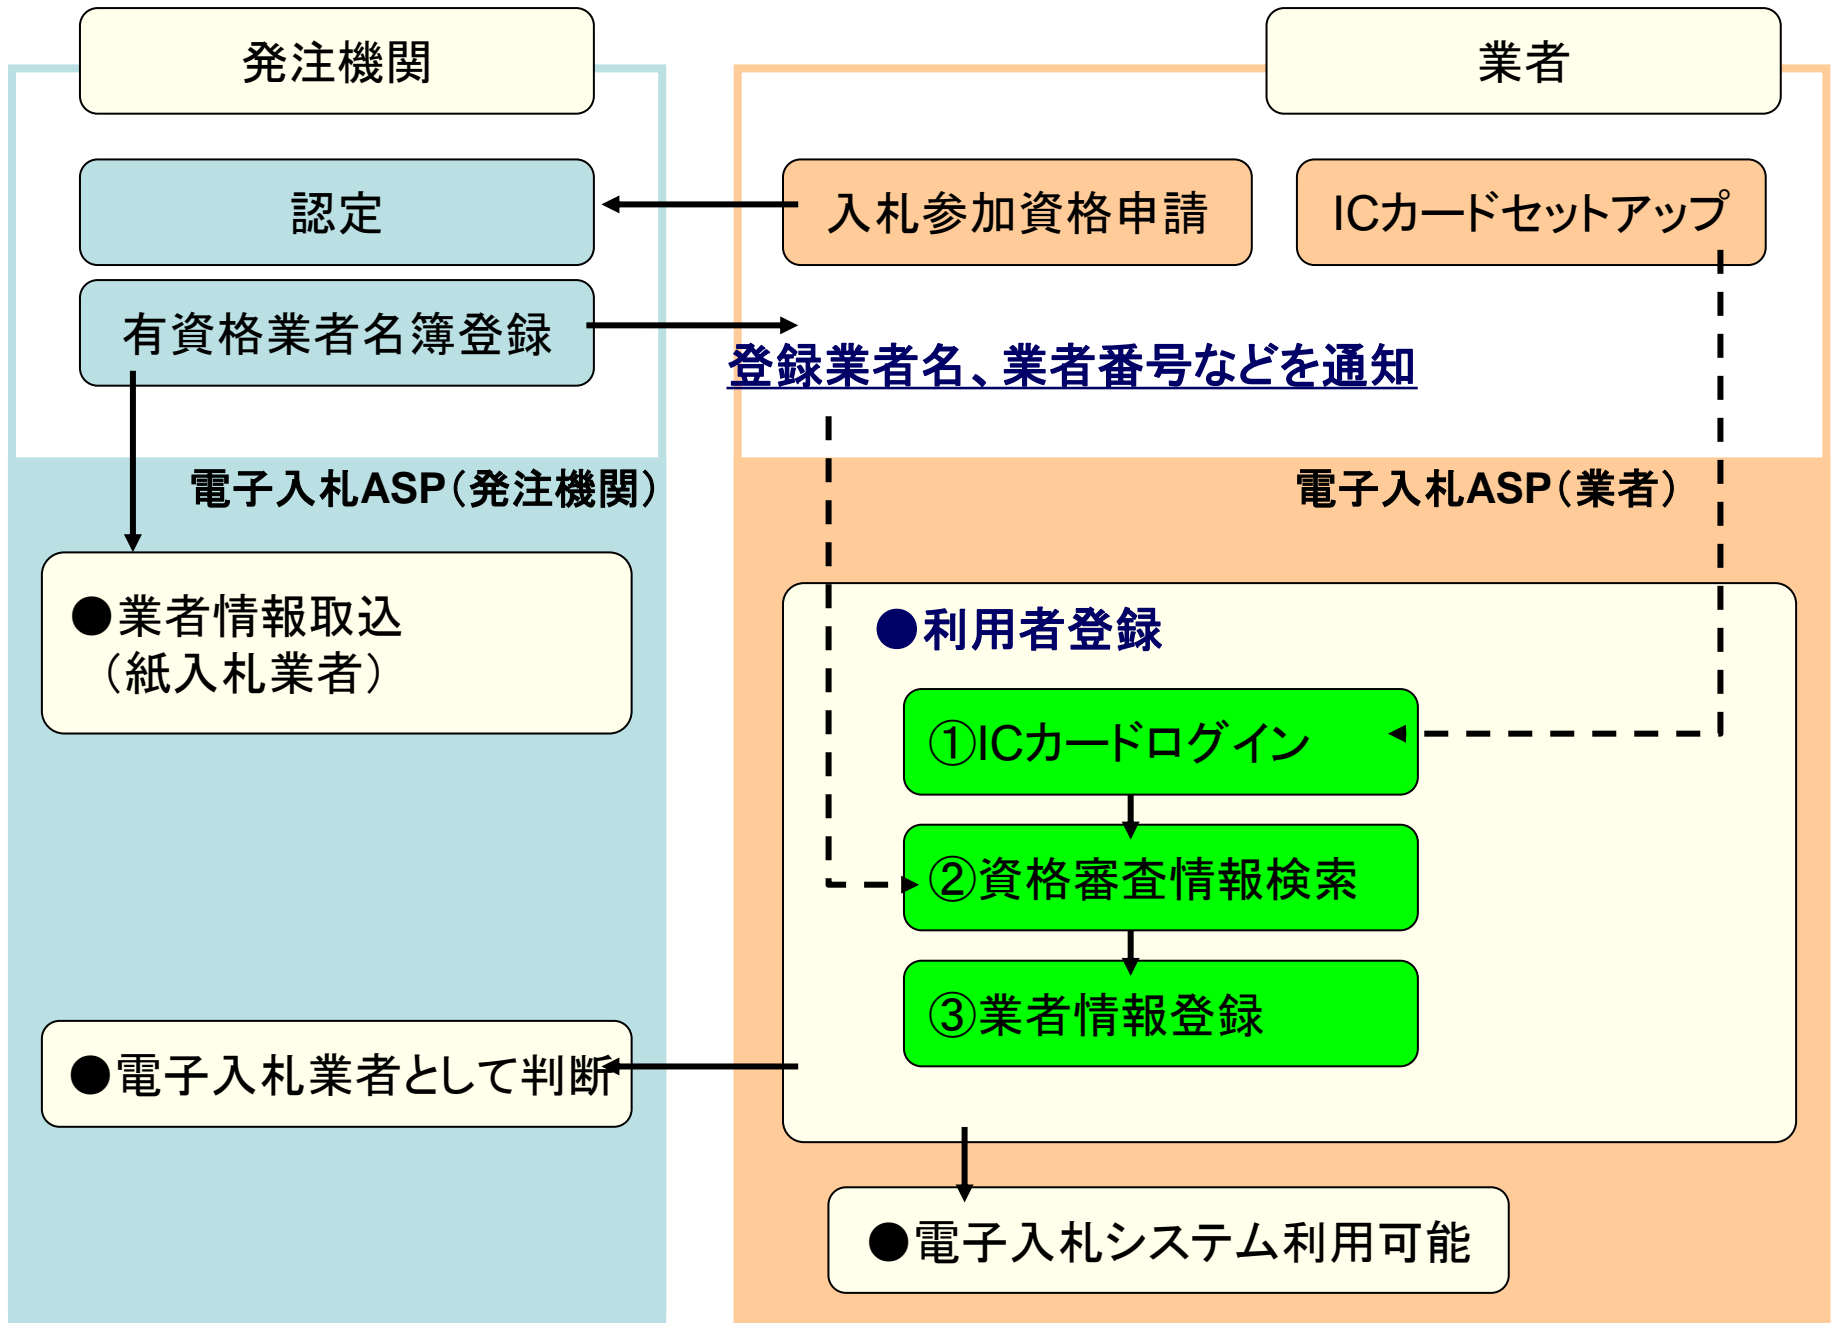 発注機関
業者
認定
入札参加資格申請
ICカードセットアップ
有資格業者名簿登録
登録業者名、業者番号などを通知
電子入札ASP（発注機関）
電子入札ASP（業者）
●業者情報取込
（紙入札業者）
●利用者登録
①ICカードログイン
②資格審査情報検索
③業者情報登録
●電子入札業者として判断
●電子入札システム利用可能